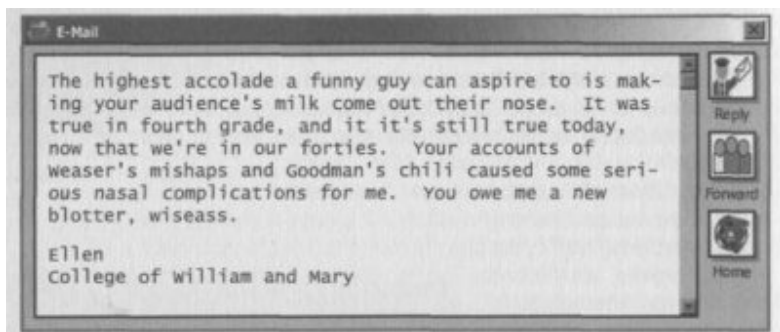 E-Mail
The highest accolade a funny guy can aspire to is mak-
ing your audience's milk come out their nose.  It was
true in fourth grade, and it it's still true today,
now that we're in our forties.  Your accounts of
Weaser's mishaps and Goodman's chili caused some seri-
ous nasal complications for me.  You owe me a new
blotter, wiseass.
Ellen
College of William and Mary
Reply
Forward
Home